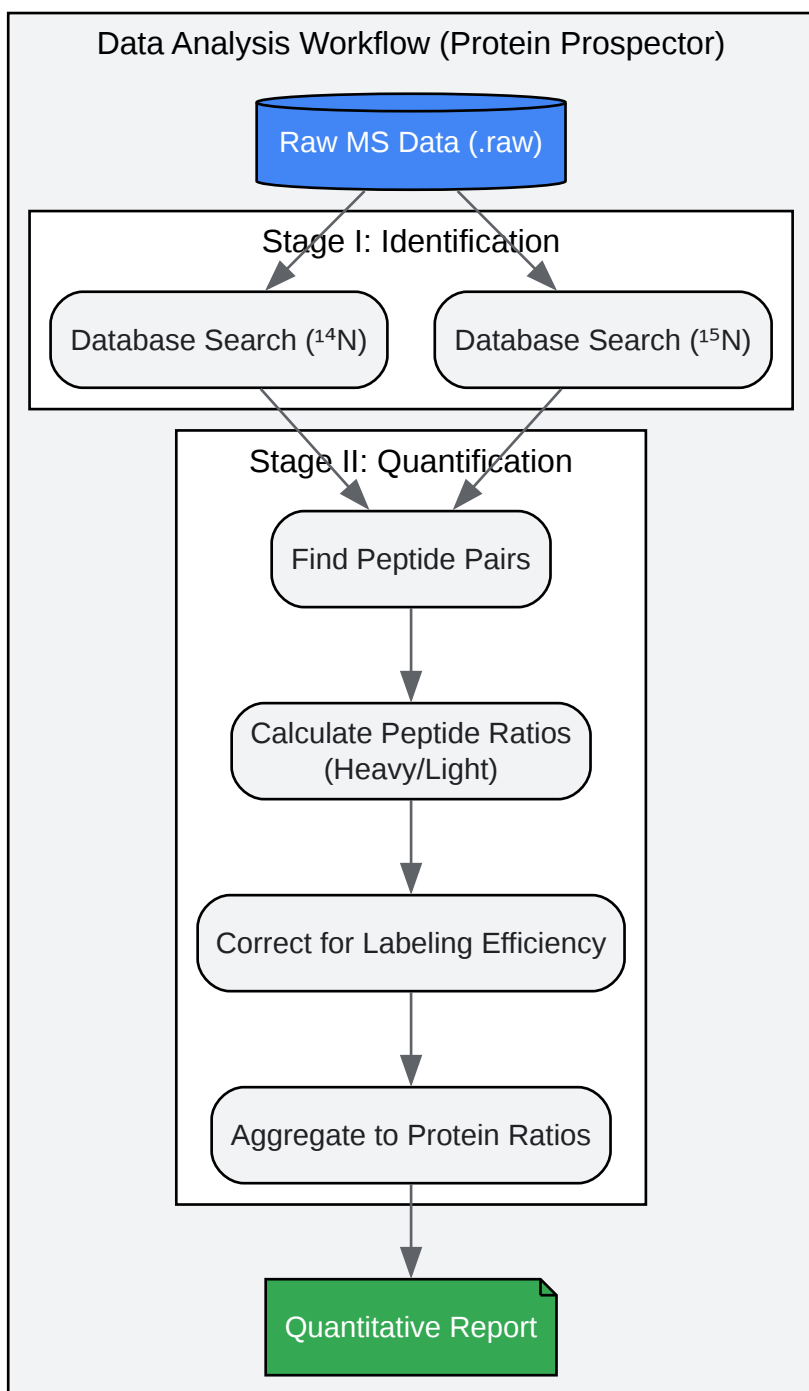 Data Analysis Workflow (Protein Prospector)
Raw MS Data (.raw)
Stage I: Identification
Database Search (¹⁴N)
Database Search (¹⁵N)
Stage II: Quantification
Find Peptide Pairs
Calculate Peptide Ratios
(Heavy/Light)
Correct for Labeling Efficiency
Aggregate to Protein Ratios
Quantitative Report